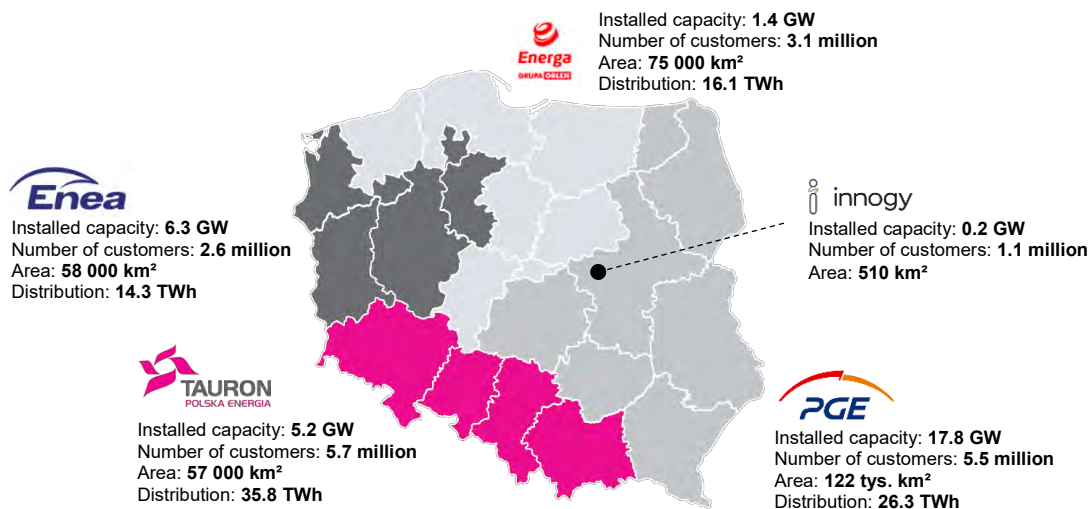 Energa
GRUPA ORLEN
Installed capacity: 1.4 GW
Number of customers: 3.1 million
Area: 75 000 km²
Distribution: 16.1 TWh
Enea
Installed capacity: 6.3 GW
Number of customers: 2.6 million
Area: 58 000 km²
Distribution: 14.3 TWh
innogy
Installed capacity: 0.2 GW
Number of customers: 1.1 million
Area: 510 km²
TAURON
POLSKA ENERGIA
Installed capacity: 5.2 GW
Number of customers: 5.7 million
Area: 57 000 km²
Distribution: 35.8 TWh
PGE
Installed capacity: 17.8 GW
Number of customers: 5.5 million
Area: 122 tys. km²
Distribution: 26.3 TWh